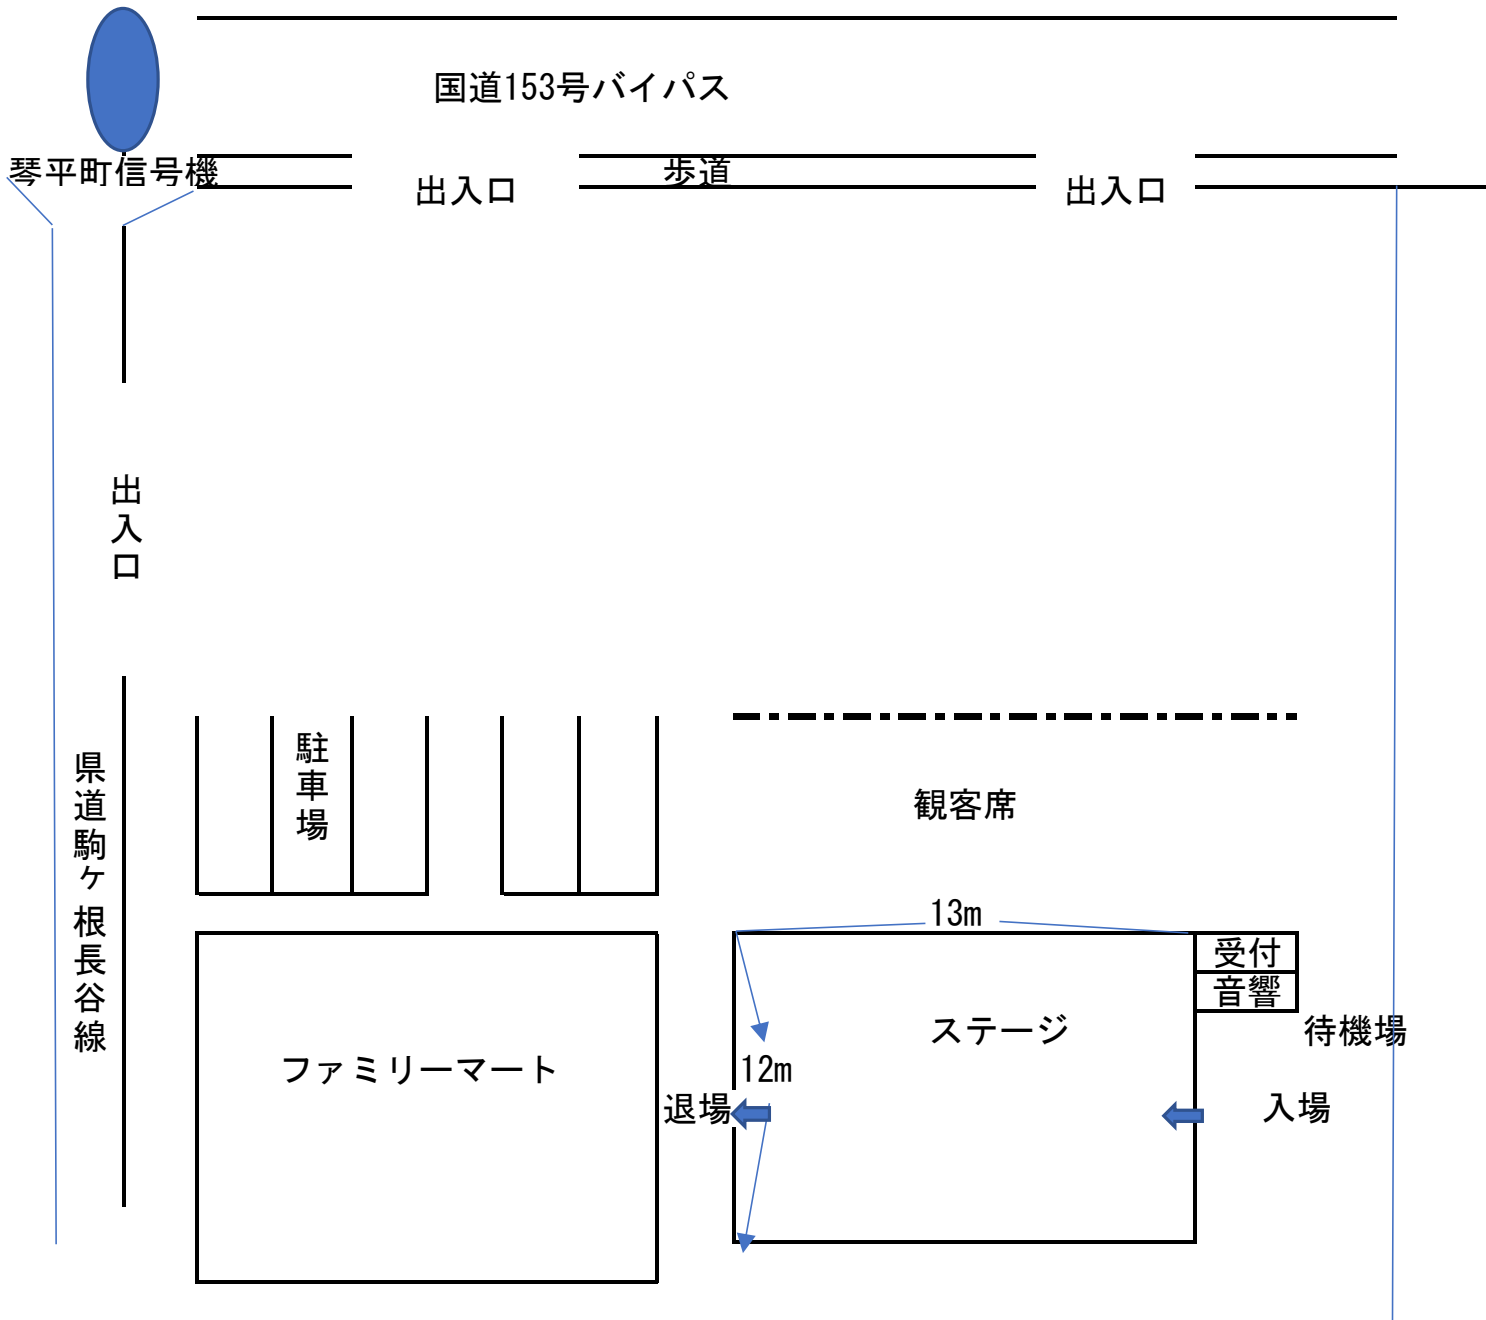 国道153号バイパス
琴平町信号機
歩道
出入口
出入口
出入口
駐車場
県道駒ヶ根長谷線
観客席
13m
受付
音響
ステージ
待機場
ファミリーマート
12m
退場
入場